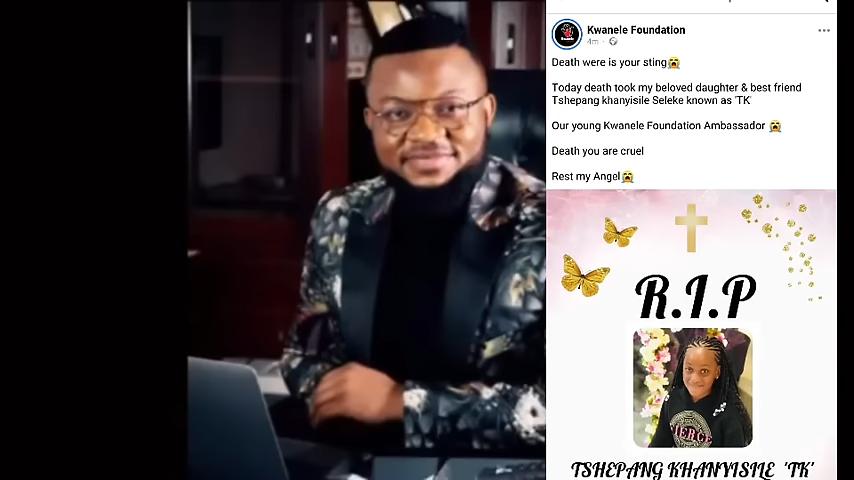 Kwanele Foundation
4m
Death were is your sting😭
Today death took my beloved daughter & best friend
Tshepang khanyisile Seleke known as 'TK'
Our young Kwanele Foundation Ambassador 😭
Death you are cruel
Rest my Angel😭
R.I.P
FIERCE
TSHEPANG KHANYISILE 'TK'